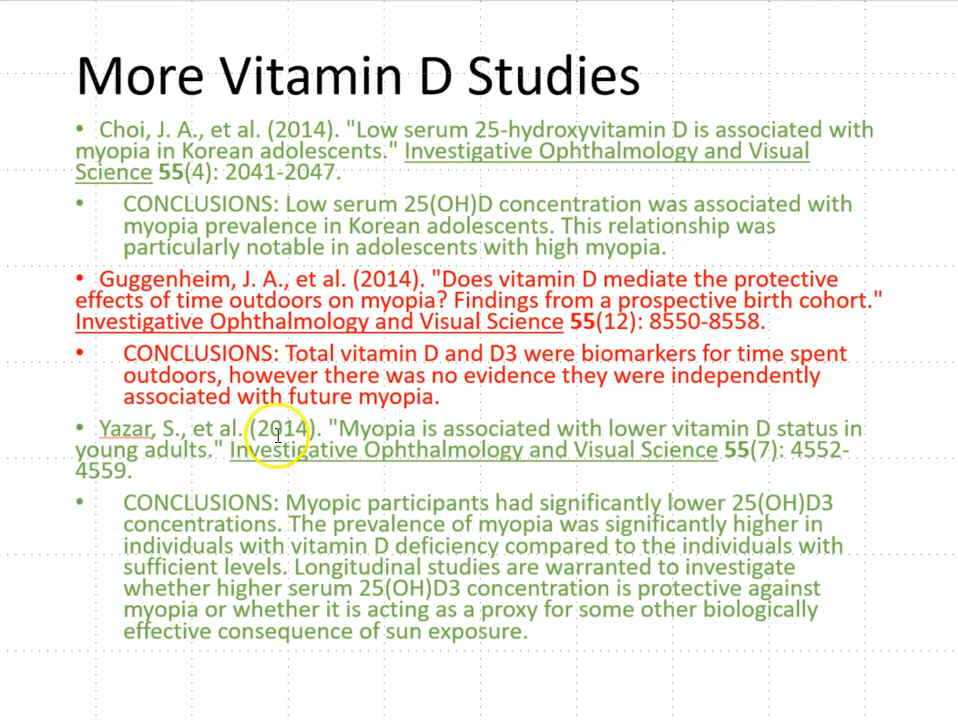 More Vitamin D Studies
• Choi, J. A., et al. (2014). "Low serum 25-hydroxyvitamin D is associated with
myopia in Korean adolescents." Investigative Ophthalmology and Visual
Science 55(4): 2041-2047.
• CONCLUSIONS: Low serum 25(OH)D concentration was associated with
myopia prevalence in Korean adolescents. This relationship was
particularly notable in adolescents with high myopia.
• Guggenheim, J. A., et al. (2014). "Does vitamin D mediate the protective
effects of time outdoors on myopia? Findings from a prospective birth cohort."
Investigative Ophthalmology and Visual Science 55(12): 8550-8558.
• CONCLUSIONS: Total vitamin D and D3 were biomarkers for time spent
outdoors, however there was no evidence they were independently
associated with future myopia.
• Yazar, S., et al. (2014). "Myopia is associated with lower vitamin D status in
young adults." Investigative Ophthalmology and Visual Science 55(7): 4552-
4559.
• CONCLUSIONS: Myopic participants had significantly lower 25(OH)D3
concentrations. The prevalence of myopia was significantly higher in
individuals with vitamin D deficiency compared to the individuals with
sufficient levels. Longitudinal studies are warranted to investigate
whether higher serum 25(OH)D3 concentration is protective against
myopia or whether it is acting as a proxy for some other biologically
effective consequence of sun exposure.